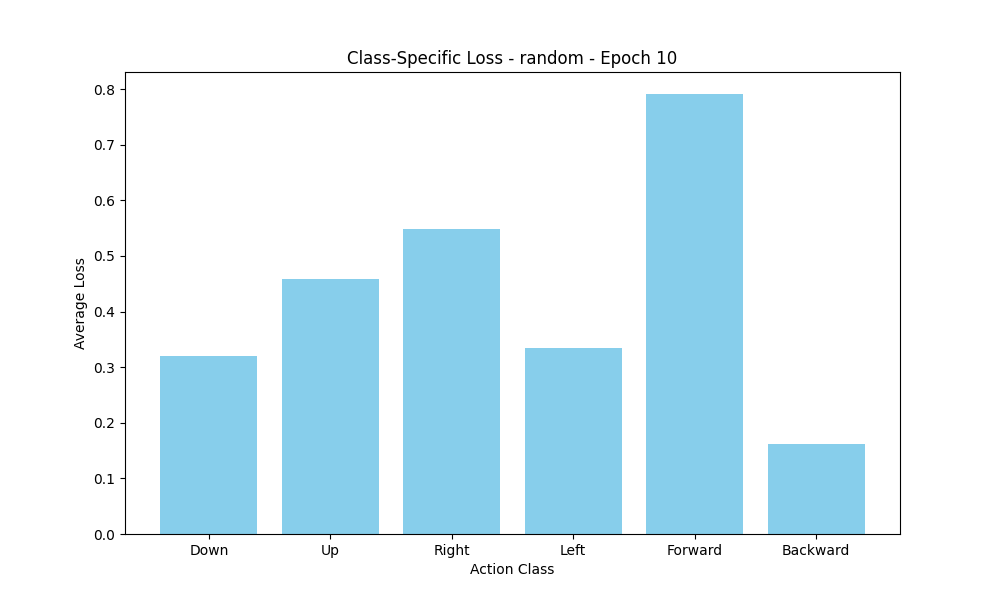 Class-Specific Loss - random - Epoch 10
0.8
0.7
0.6
0.5
0.4
0.3
0.2
0.1
0.0
Average Loss
Down Up Right Left Forward Backward
Action Class